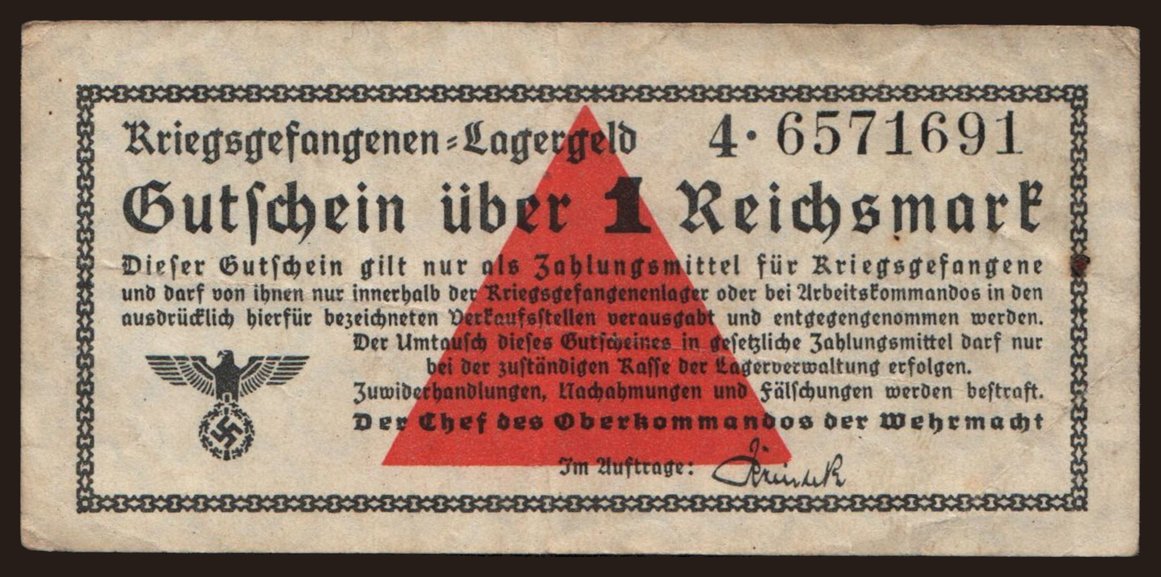 Kriegsgefangenen=Lagergeld 4·6571691
Gutschein über 1 Reichsmark
Dieser Gutschein gilt nur als Zahlungsmittel für Kriegsgefangene
und darf von ihnen nur innerhalb der Kriegsgefangenenlager oder bei Arbeitskommandos in den
ausdrücklich hierfür bezeichneten Verkaufsstellen verausgabt und entgegengenommen werden.
Der Umtausch dieses Gutscheines in gesetzliche Zahlungsmittel darf nur
bei der zuständigen Kasse der Lagerverwaltung erfolgen.
Zuwiderhandlungen, Nachahmungen und Fälschungen werden bestraft.
Der Chef des Oberkommandos der Wehrmacht
Im Auftrage: